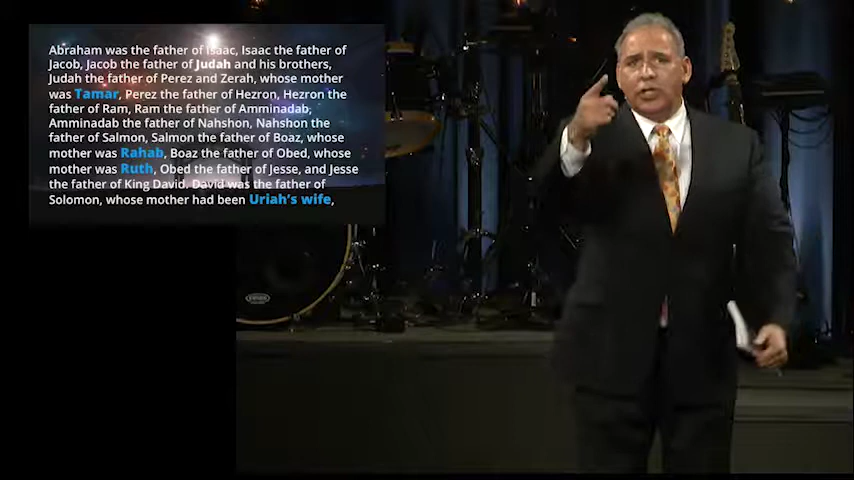 Abraham was the father of Isaac, Isaac the father of
Jacob, Jacob the father of Judah and his brothers,
Judah the father of Perez and Zerah, whose mother
was Tamar, Perez the father of Hezron, Hezron the
father of Ram, Ram the father of Amminadab,
Amminadab the father of Nahshon, Nahshon the
father of Salmon, Salmon the father of Boaz, whose
mother was Rahab, Boaz the father of Obed, whose
mother was Ruth, Obed the father of Jesse, and Jesse
the father of King David. David was the father of
Solomon, whose mother had been Uriah's wife,